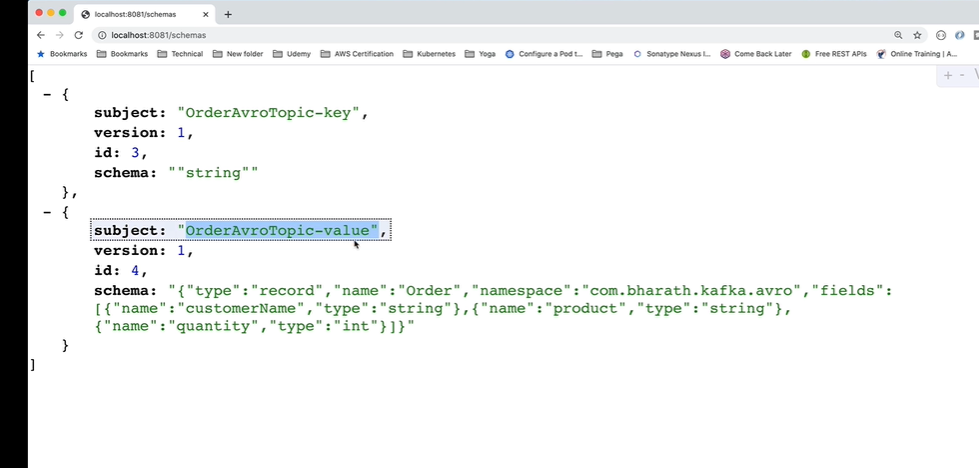 localhost:8081/schemas
localhost:8081/schemas
Bookmarks Bookmarks Technical New folder Udemy AWS Certification Kubernetes Yoga Configure a Pod t... Pega Sonatype Nexus I... Come Back Later Free REST APIs Online Training | A...
[
- {
subject: "OrderAvroTopic-key",
version: 1,
id: 3,
schema: ""string""
},
- {
subject: "OrderAvroTopic-value",
version: 1,
id: 4,
schema: "{"type":"record","name":"Order","namespace":"com.bharath.kafka.avro","fields":
[{"name":"customerName","type":"string"},{"name":"product","type":"string"},
{"name":"quantity","type":"int"}]}"
}
]
+ -